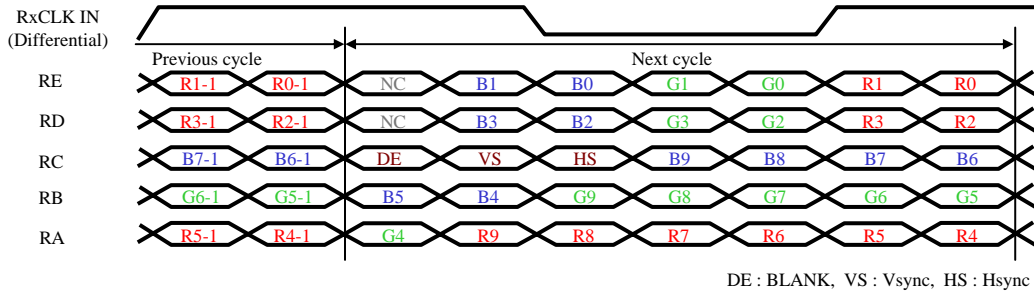 RxCLK IN
(Differential)
Previous cycle Next cycle
RE R1-1 R0-1 NC B1 B0 G1 G0 R1 R0
RD R3-1 R2-1 NC B3 B2 G3 G2 R3 R2
RC B7-1 B6-1 DE VS HS B9 B8 B7 B6
RB G6-1 G5-1 B5 B4 G9 G8 G7 G6 G5
RA R5-1 R4-1 G4 R9 R8 R7 R6 R5 R4
DE : BLANK, VS : Vsync, HS : Hsync